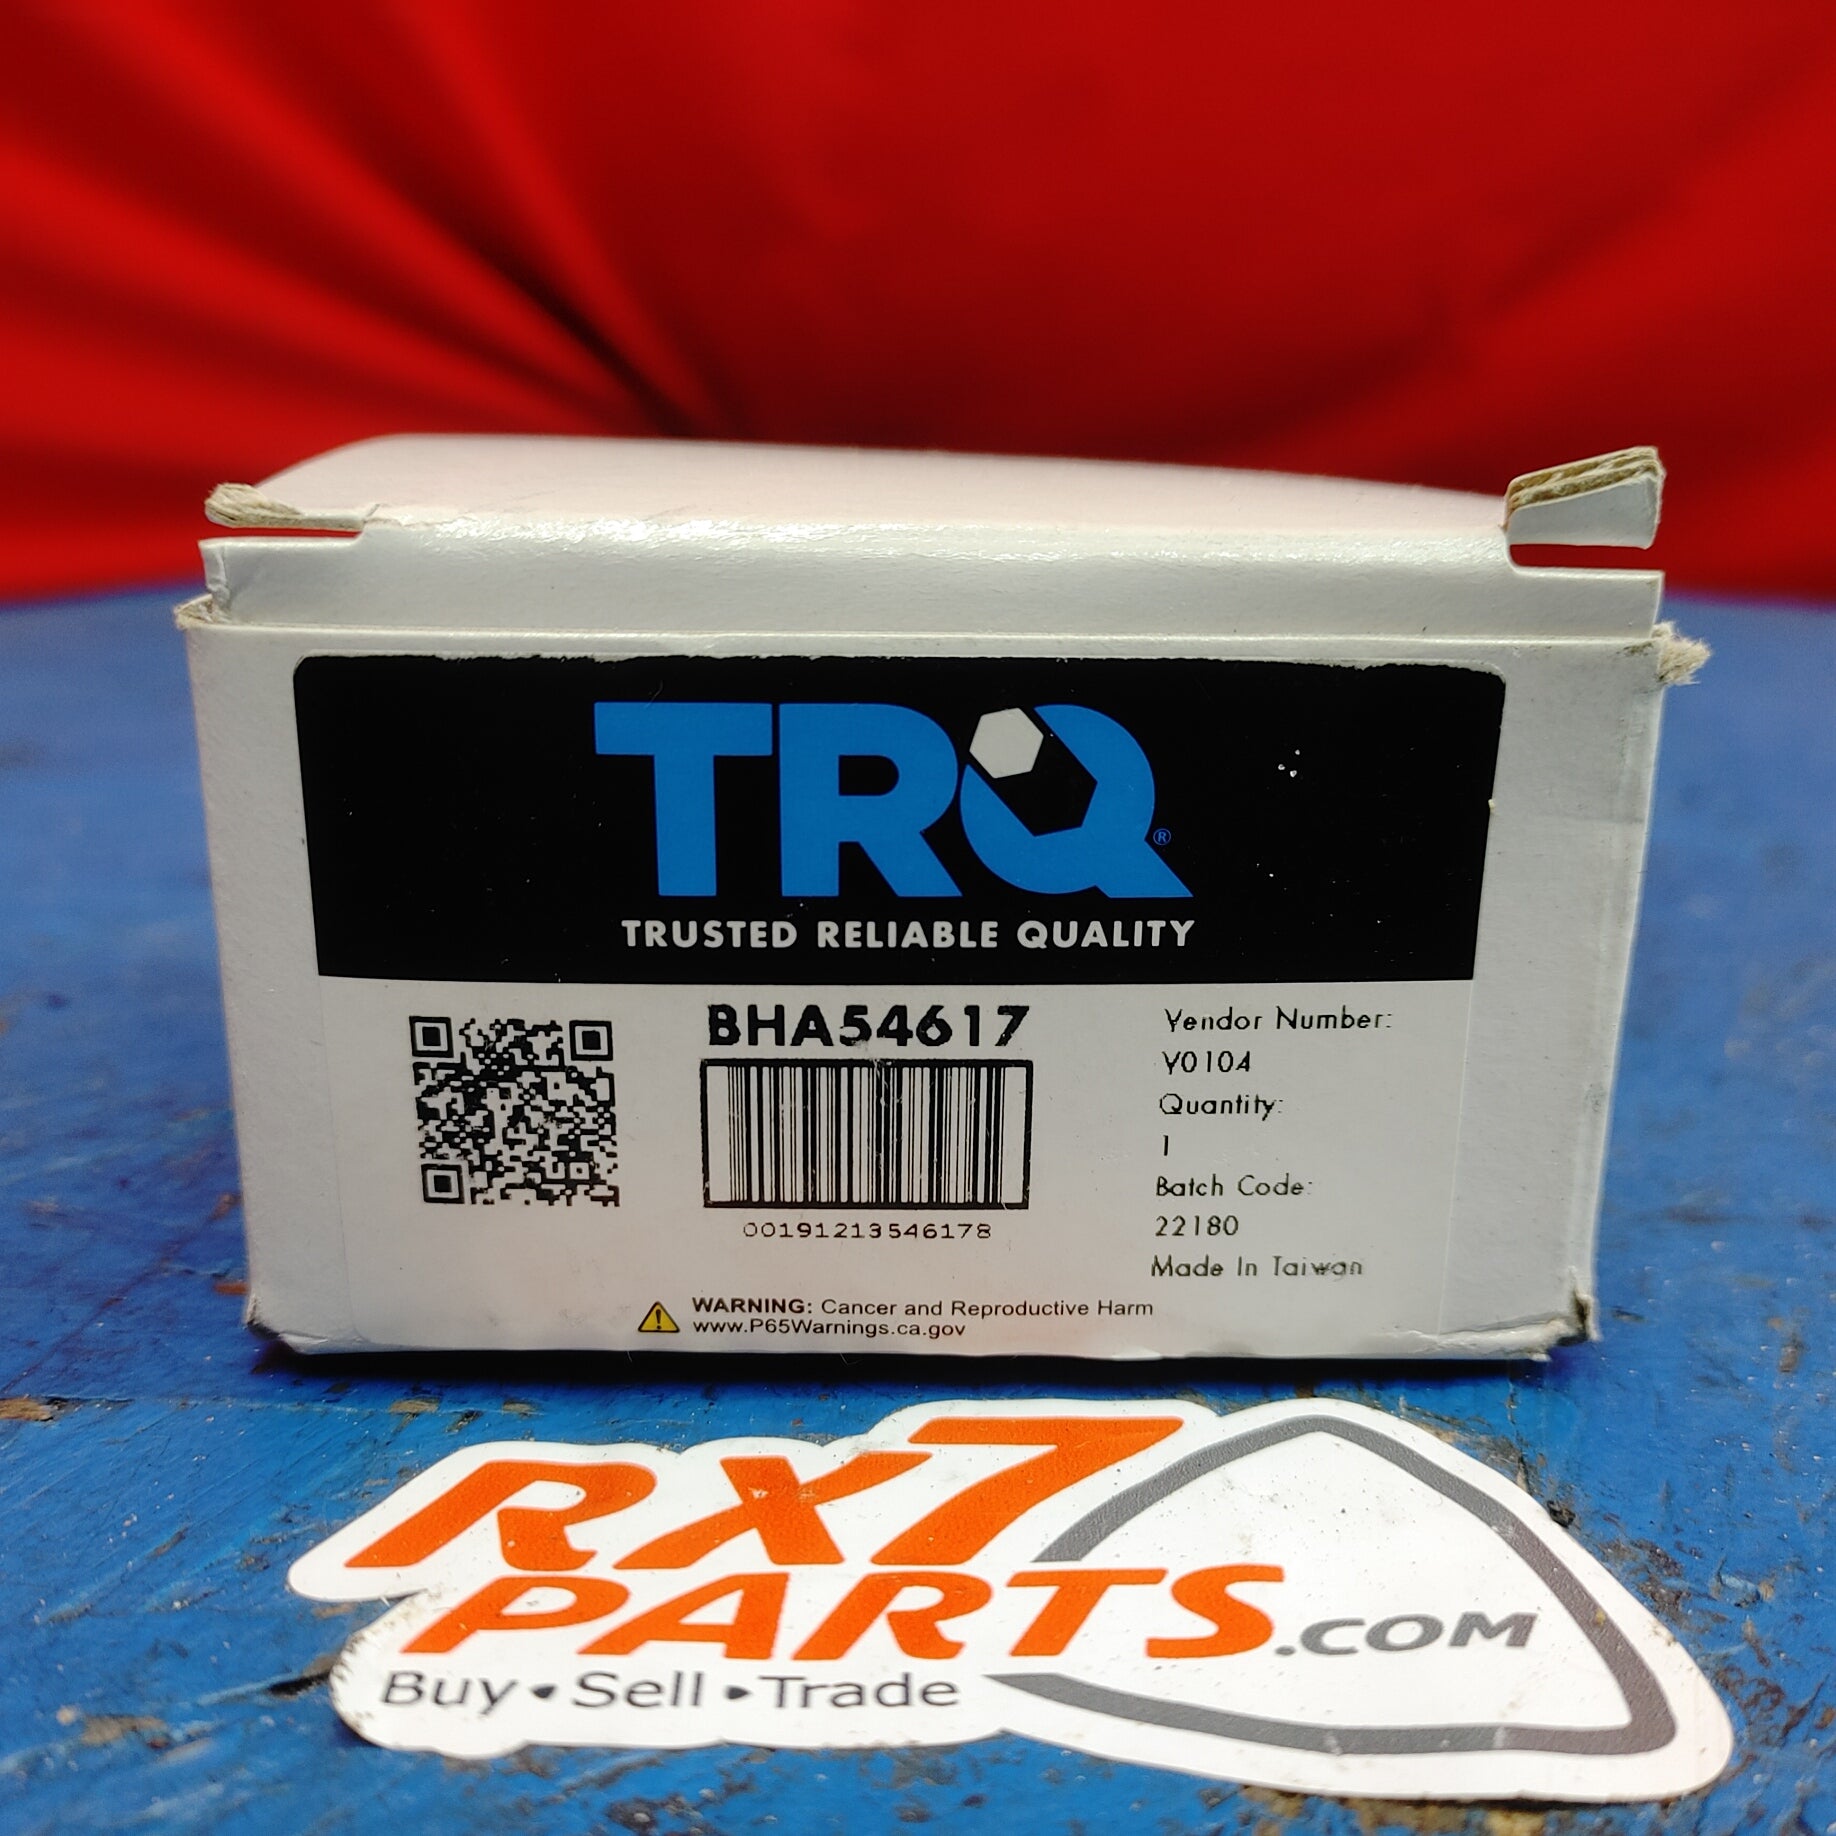 TRQ®
TRUSTED RELIABLE QUALITY
BHA54617
00191213546178
Vendor Number:
V0104
Quantity:
1
Batch Code:
22180
Made In Taiwan
WARNING: Cancer and Reproductive Harm
www.P65Warnings.ca.gov
RX7
PARTS.COM
Buy • Sell • Trade